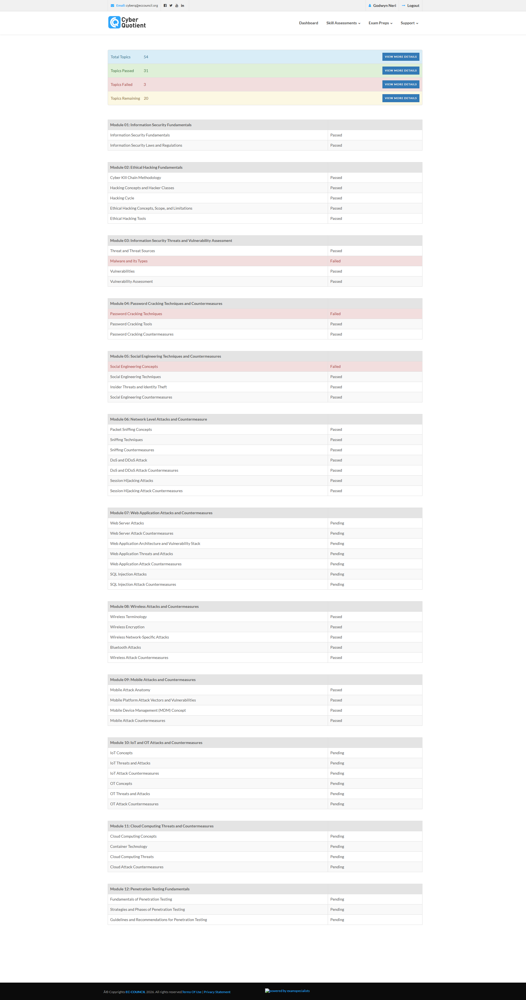 Email: cyberq@eccouncil.org Godwyn Neri Logout
Cyber Quotient
Dashboard Skill Assessments Exam Preps Support
Total Topics 54 VIEW MORE DETAILS
Topics Passed 31 VIEW MORE DETAILS
Topics Failed 3 VIEW MORE DETAILS
Topics Remaining 20 VIEW MORE DETAILS
Module 01: Information Security Fundamentals
Information Security Fundamentals Passed
Information Security Laws and Regulations Passed
Module 02: Ethical Hacking Fundamentals
Cyber Kill Chain Methodology Passed
Hacking Concepts and Hacker Classes Passed
Hacking Cycle Passed
Ethical Hacking Concepts, Scope, and Limitations Passed
Ethical Hacking Tools Passed
Module 03: Information Security Threats and Vulnerability Assessment
Threat and Threat Sources Passed
Malware and its Types Failed
Vulnerabilities Passed
Vulnerability Assessment Passed
Module 04: Password Cracking Techniques and Countermeasures
Password Cracking Techniques Failed
Password Cracking Tools Passed
Password Cracking Countermeasures Passed
Module 05: Social Engineering Techniques and Countermeasures
Social Engineering Concepts Failed
Social Engineering Techniques Passed
Insider Threats and Identity Theft Passed
Social Engineering Countermeasures Passed
Module 06: Network Level Attacks and Countermeasure
Packet Sniffing Concepts Passed
Sniffing Techniques Passed
Sniffing Countermeasures Passed
DoS and DDoS Attack Passed
DoS and DDoS Attack Countermeasures Passed
Session Hijacking Attacks Passed
Session Hijacking Attack Countermeasures Passed
Module 07: Web Application Attacks and Countermeasures
Web Server Attacks Pending
Web Server Attack Countermeasures Pending
Web Application Architecture and Vulnerability Stack Pending
Web Application Threats and Attacks Pending
Web Application Attack Countermeasures Pending
SQL Injection Attacks Pending
SQL Injection Attack Countermeasures Pending
Module 08: Wireless Attacks and Countermeasures
Wireless Terminology Passed
Wireless Encryption Passed
Wireless Network-Specific Attacks Passed
Bluetooth Attacks Passed
Wireless Attack Countermeasures Passed
Module 09: Mobile Attacks and Countermeasures
Mobile Attack Anatomy Passed
Mobile Platform Attack Vectors and Vulnerabilities Passed
Mobile Device Management (MDM) Concept Passed
Mobile Attack Countermeasures Passed
Module 10: IoT and OT Attacks and Countermeasures
IoT Concepts Pending
IoT Threats and Attacks Pending
IoT Attack Countermeasures Pending
OT Concepts Pending
OT Threats and Attacks Pending
OT Attack Countermeasures Pending
Module 11: Cloud Computing Threats and Countermeasures
Cloud Computing Concepts Pending
Container Technology Pending
Cloud Computing Threats Pending
Cloud Attack Countermeasures Pending
Module 12: Penetration Testing Fundamentals
Fundamentals of Penetration Testing Pending
Strategies and Phases of Penetration Testing Pending
Guidelines and Recommendations for Penetration Testing Pending
Â© Copyrights EC-COUNCIL 2026. All rights reserved.Terms Of Use | Privacy Statement powered by examspecialists